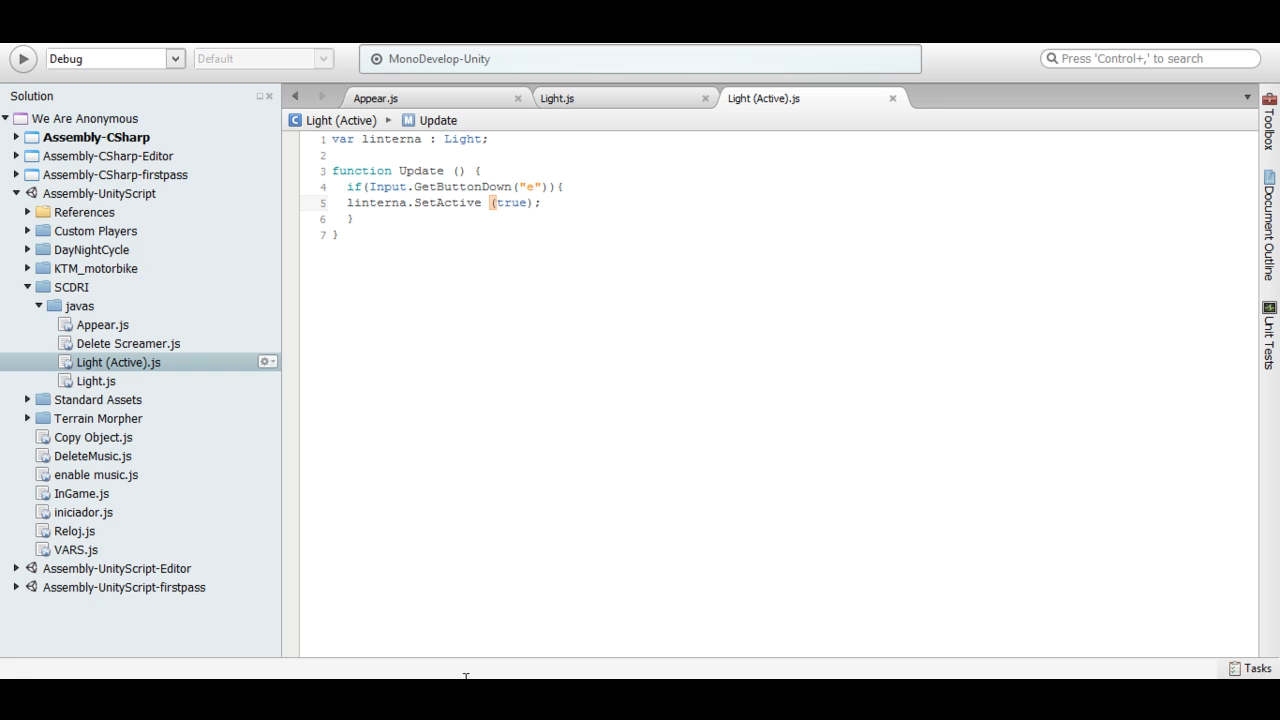 Debug
Default
MonoDevelop-Unity
Press 'Control+,' to search
Solution
We Are Anonymous
Assembly-CSharp
Assembly-CSharp-Editor
Assembly-CSharp-firstpass
Assembly-UnityScript
References
Custom Players
DayNightCycle
KTM_motorbike
SCDRI
javas
Appear.js
Delete Screamer.js
Light (Active).js
Light.js
Standard Assets
Terrain Morpher
Copy Object.js
DeleteMusic.js
enable music.js
InGame.js
iniciador.js
Reloj.js
VARS.js
Assembly-UnityScript-Editor
Assembly-UnityScript-firstpass
Appear.js
Light.js
Light (Active).js
C Light (Active) M Update
1 var linterna : Light;
2
3 function Update () {
4 if(Input.GetButtonDown("e")){
5 linterna.SetActive (true);
6 }
7 }
Toolbox
Document Outline
Unit Tests
Tasks